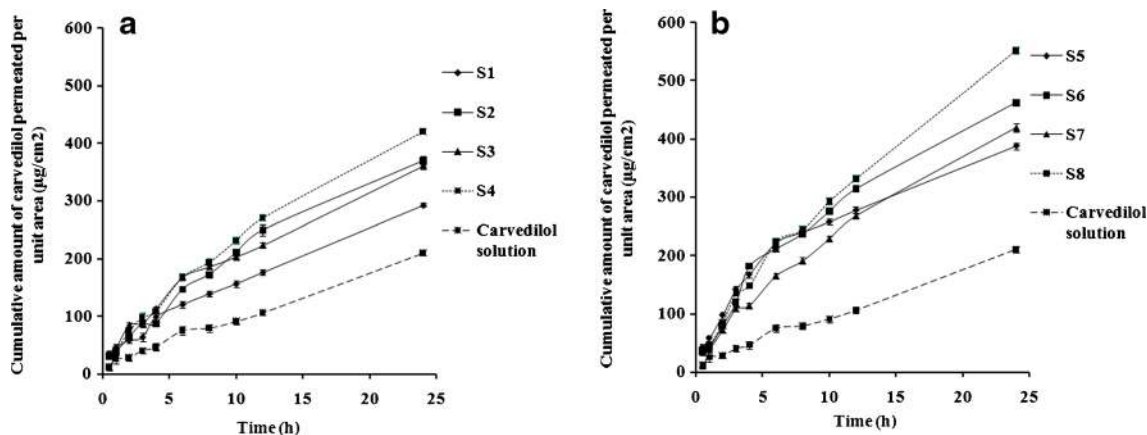 a
Cumulative amount of carvedilol permeated per
unit area (µg/cm2)
600
500
400
300
200
100
0
0
5
10
15
20
25
Time (h)
S1
S2
S3
S4
Carvedilol
solution
b
Cumulative amount of carvedilol permeated per
unit area (µg/cm2)
600
500
400
300
200
100
0
0
5
10
15
20
25
Time (h)
S5
S6
S7
S8
Carvedilol
solution